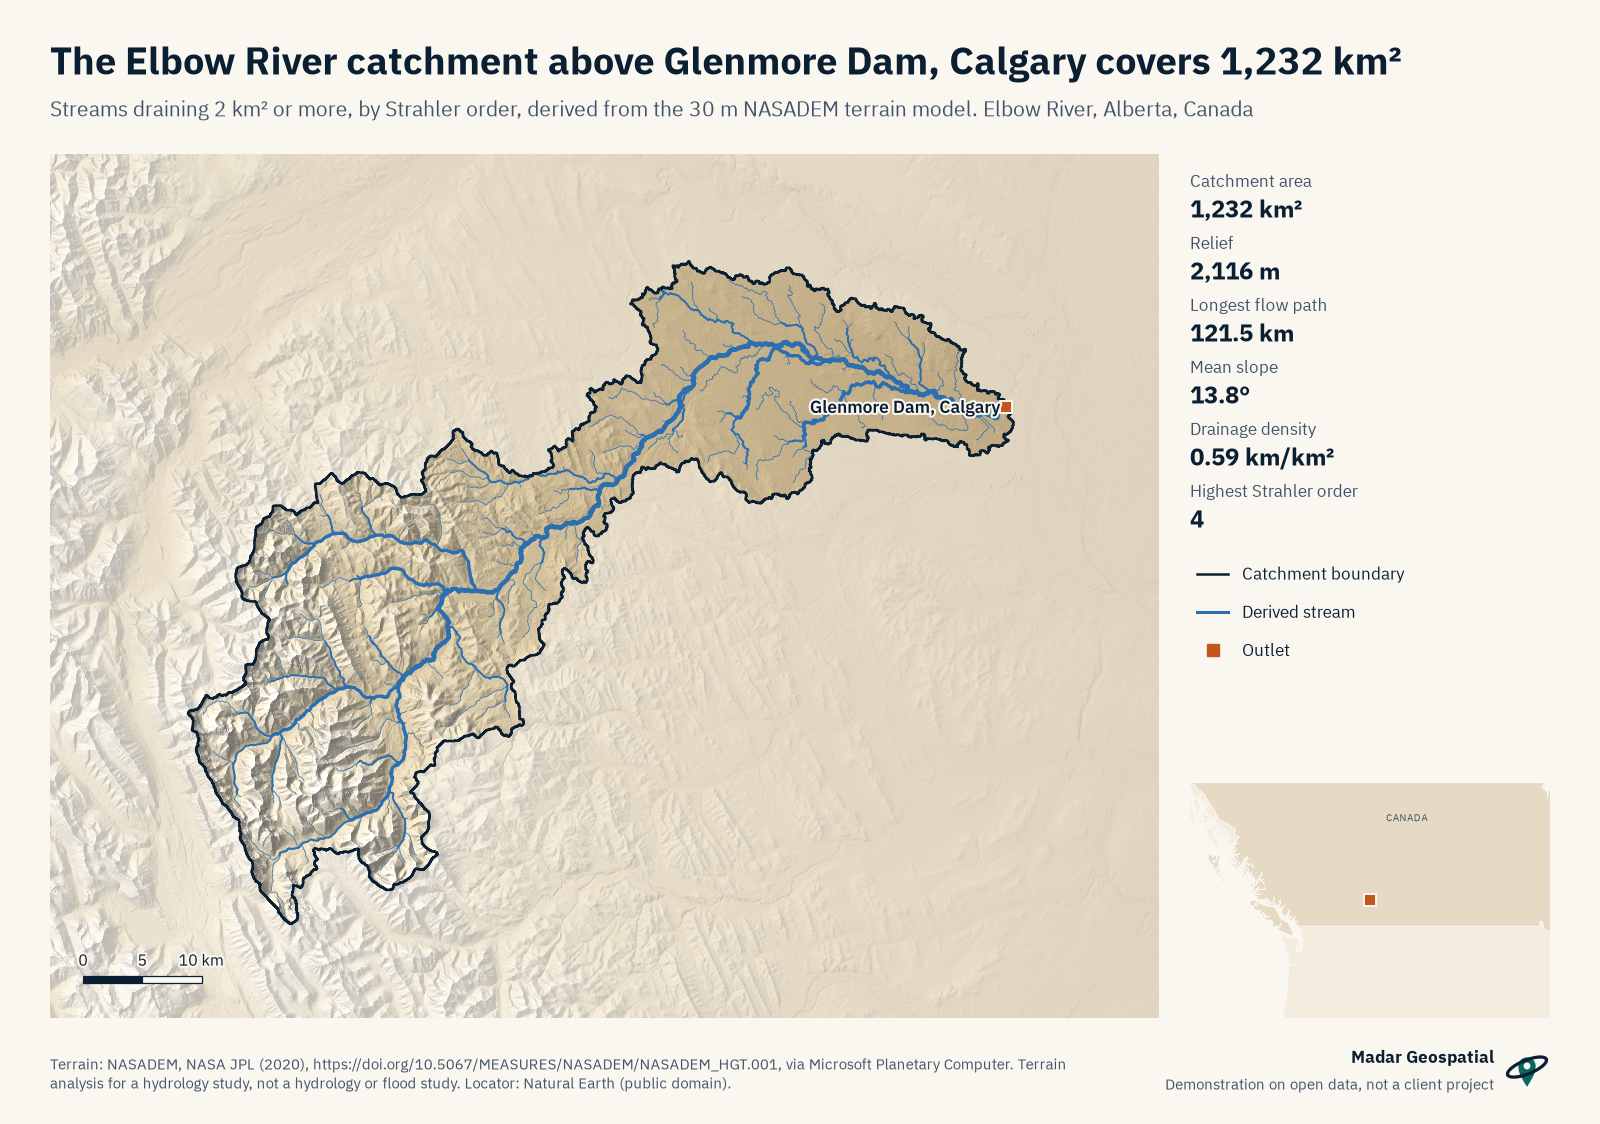 The Elbow River catchment above Glenmore Dam, Calgary covers 1,232 km²
Streams draining 2 km² or more, by Strahler order, derived from the 30 m NASADEM terrain model. Elbow River, Alberta, Canada
Catchment area
1,232 km²
Relief
2,116 m
Longest flow path
121.5 km
Mean slope
13.8°
Drainage density
0.59 km/km²
Highest Strahler order
4
Catchment boundary
Derived stream
Outlet
Glenmore Dam, Calgary
CANADA
0 5 10 km
Terrain: NASADEM, NASA JPL (2020), https://doi.org/10.5067/MEASURES/NASADEM/NASADEM_HGT.001, via Microsoft Planetary Computer. Terrain
analysis for a hydrology study, not a hydrology or flood study. Locator: Natural Earth (public domain).
Madar Geospatial
Demonstration on open data, not a client project